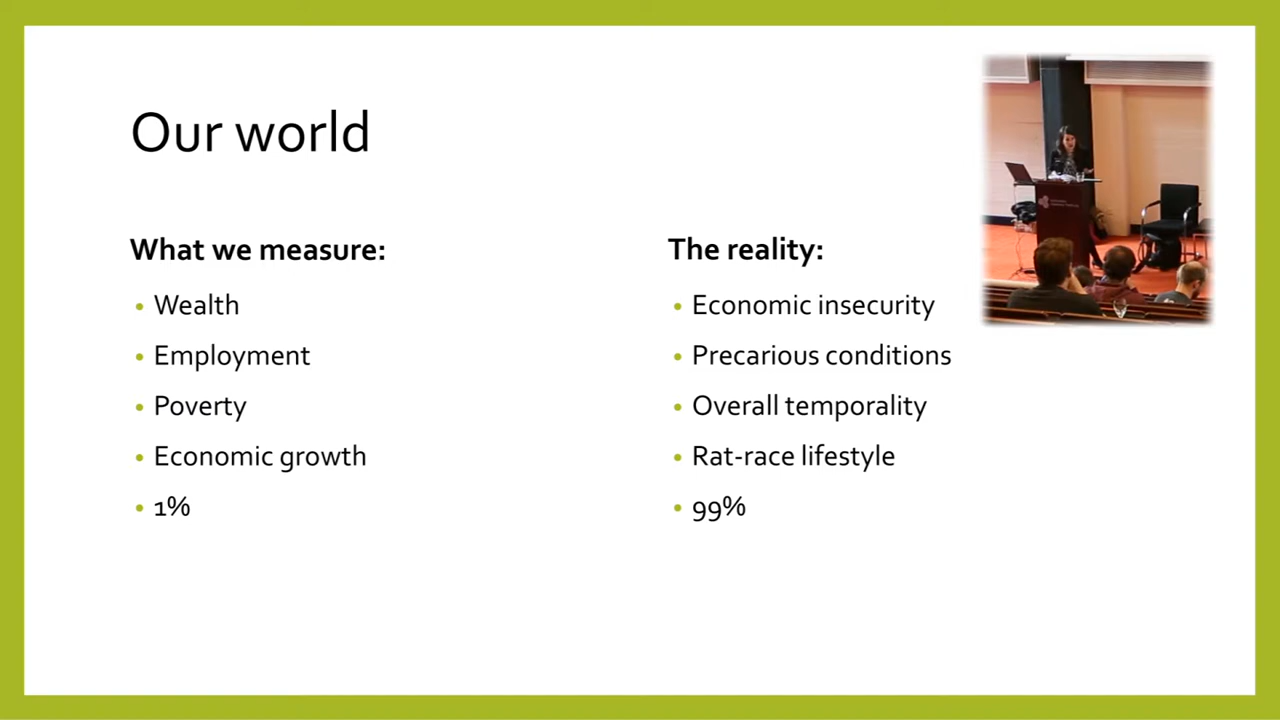 Our world
What we measure:
• Wealth
• Employment
• Poverty
• Economic growth
• 1%
The reality:
• Economic insecurity
• Precarious conditions
• Overall temporality
• Rat-race lifestyle
• 99%